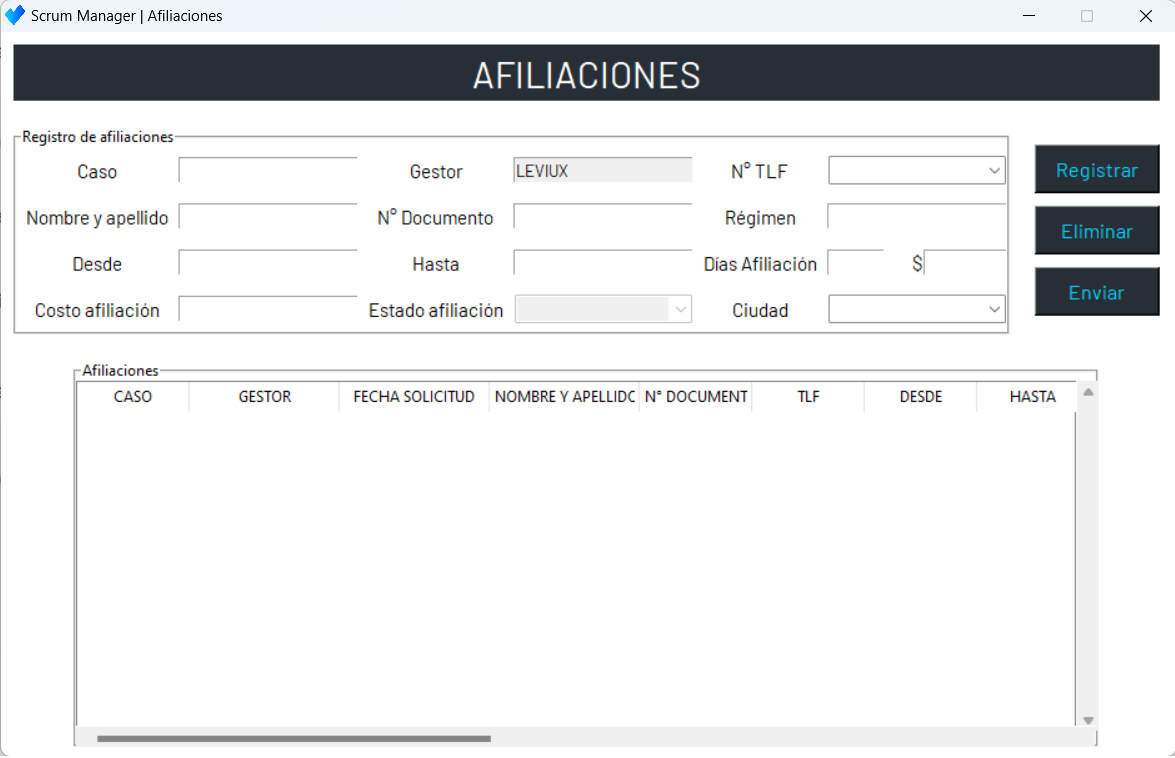 Scrum Manager | Afiliaciones
AFILIACIONES
Registro de afiliaciones
Caso Gestor LEVIUX N° TLF
Nombre y apellido N° Documento Régimen
Desde Hasta Días Afiliación $
Costo afiliación Estado afiliación Ciudad
Registrar
Eliminar
Enviar
Afiliaciones
CASO GESTOR FECHA SOLICITUD NOMBRE Y APELLIDO N° DOCUMENT TLF DESDE HASTA